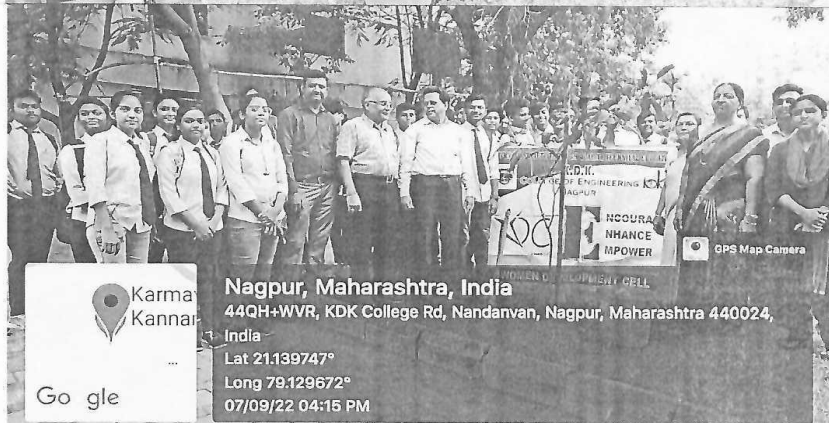 K.D.K.
COLLEGE OF ENGINEERING KDK
NAGPUR
NCOURA
NHANCE
MPOWER
WOMEN DEVELOPMENT CELL
GPS Map Camera
Karma
Kannar
...
Go gle
Nagpur, Maharashtra, India
44QH+WVR, KDK College Rd, Nandanvan, Nagpur, Maharashtra 440024,
India
Lat 21.139747°
Long 79.129672°
07/09/22 04:15 PM